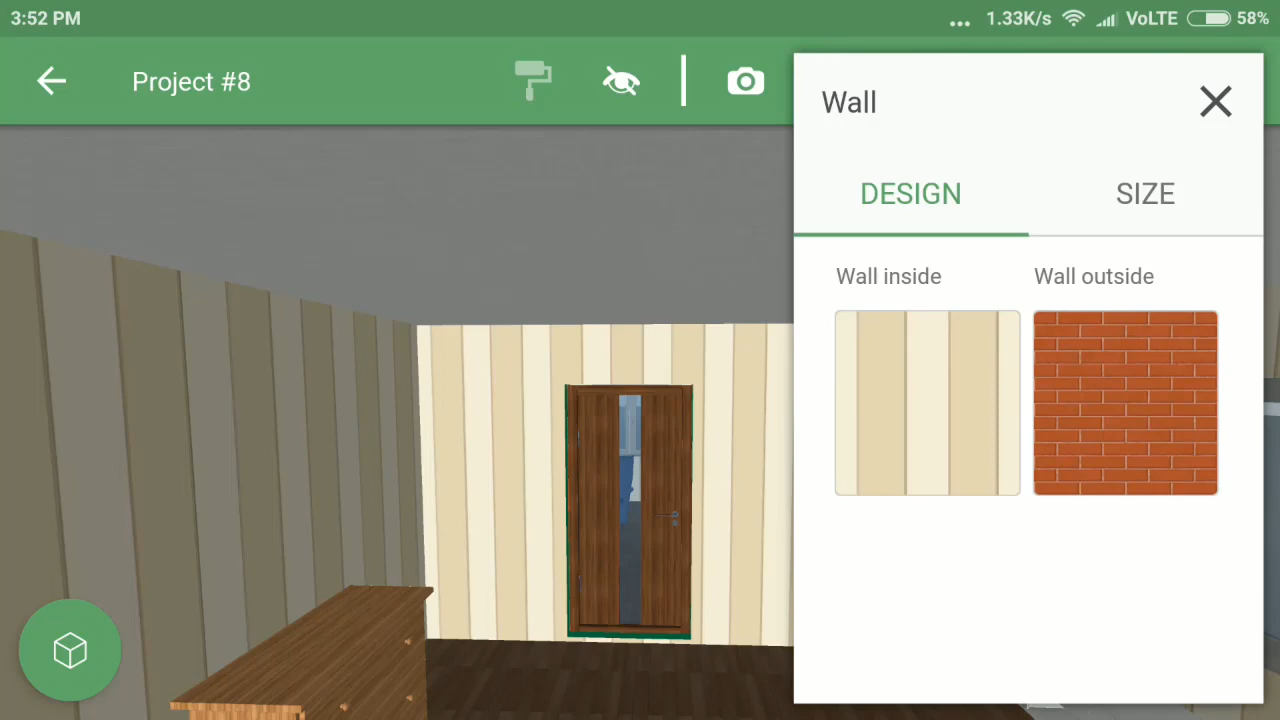 3:52 PM
... 1.33K/s VoLTE 58%
Project #8
Wall
DESIGN SIZE
Wall inside Wall outside